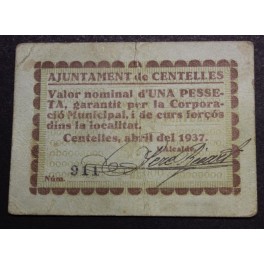 AJUNTAMENT de CENTELLES
Valor nominal d'UNA PESSE-
TA, garantit per la Corpora-
ció Municipal, i de curs forçós
dins la localitat.
Centelles, abril del 1937.
L'Alcalde,
Núm. 911